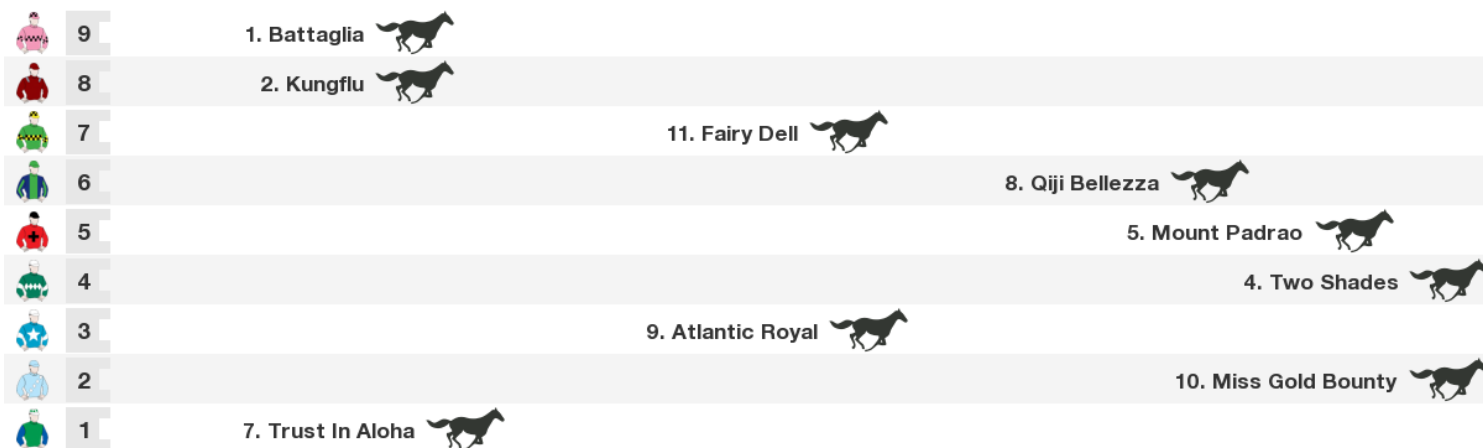 9 1. Battaglia
8 2. Kungflu
7 11. Fairy Dell
6 8. Qiji Bellezza
5 5. Mount Padrao
4 4. Two Shades
3 9. Atlantic Royal
2 10. Miss Gold Bounty
1 7. Trust In Aloha